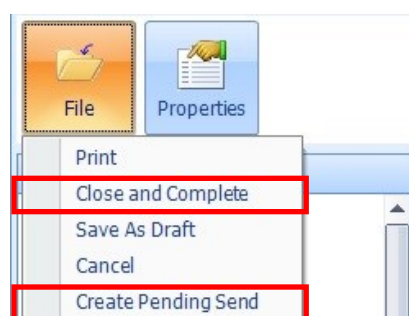 File Properties
Print
Close and Complete
Save As Draft
Cancel
Create Pending Send